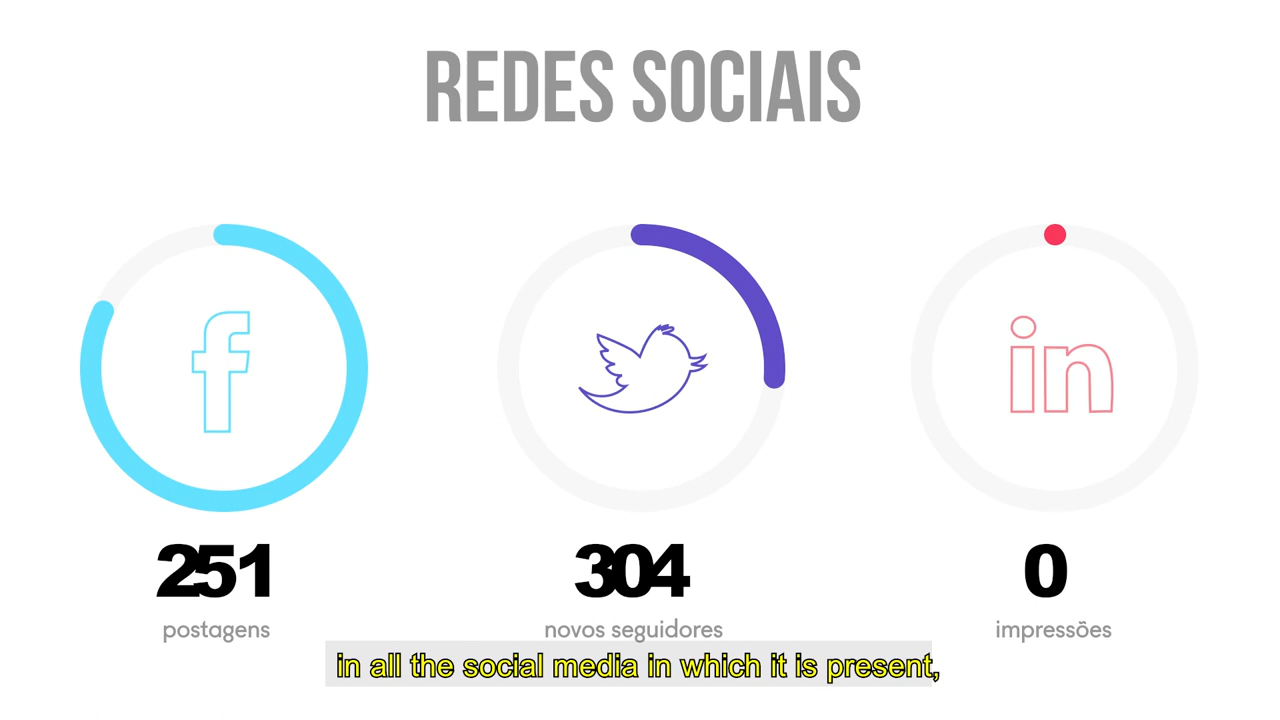 REDES SOCIAIS
f
in
251
304
0
postagens
novos seguidores
impressões
in all the social media in which it is present,